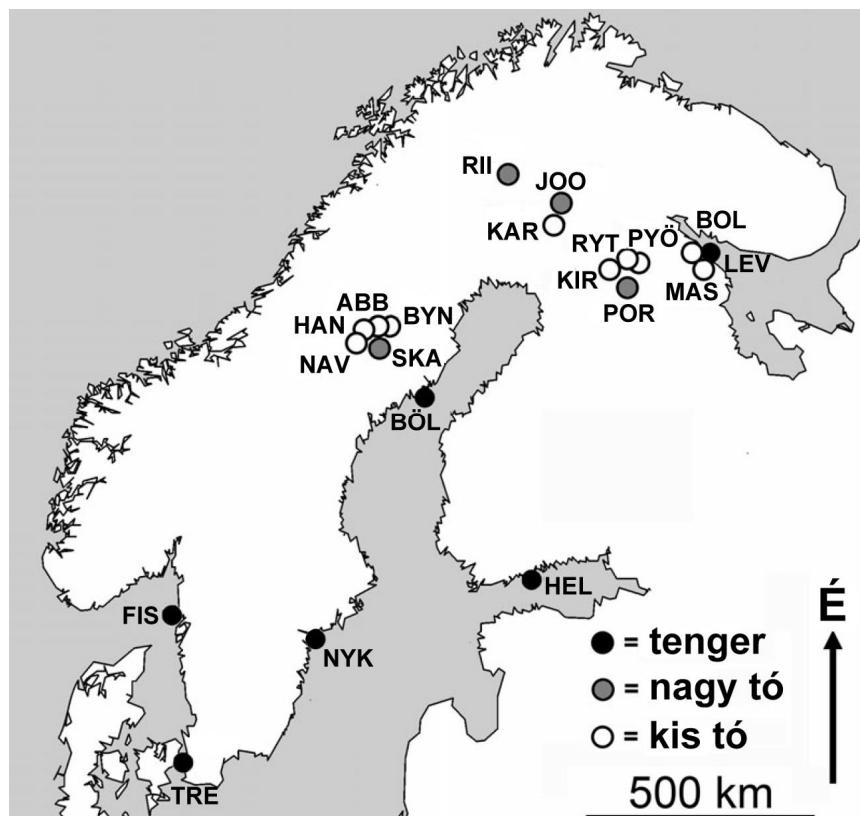 RII
JOO
KAR
RYT
PYÖ
BOL
KIR
LEV
MAS
POR
ABB
HAN
BYN
NAV
SKA
BÖL
HEL
FIS
NYK
TRE
É
= tenger
= nagy tó
= kis tó
500 km